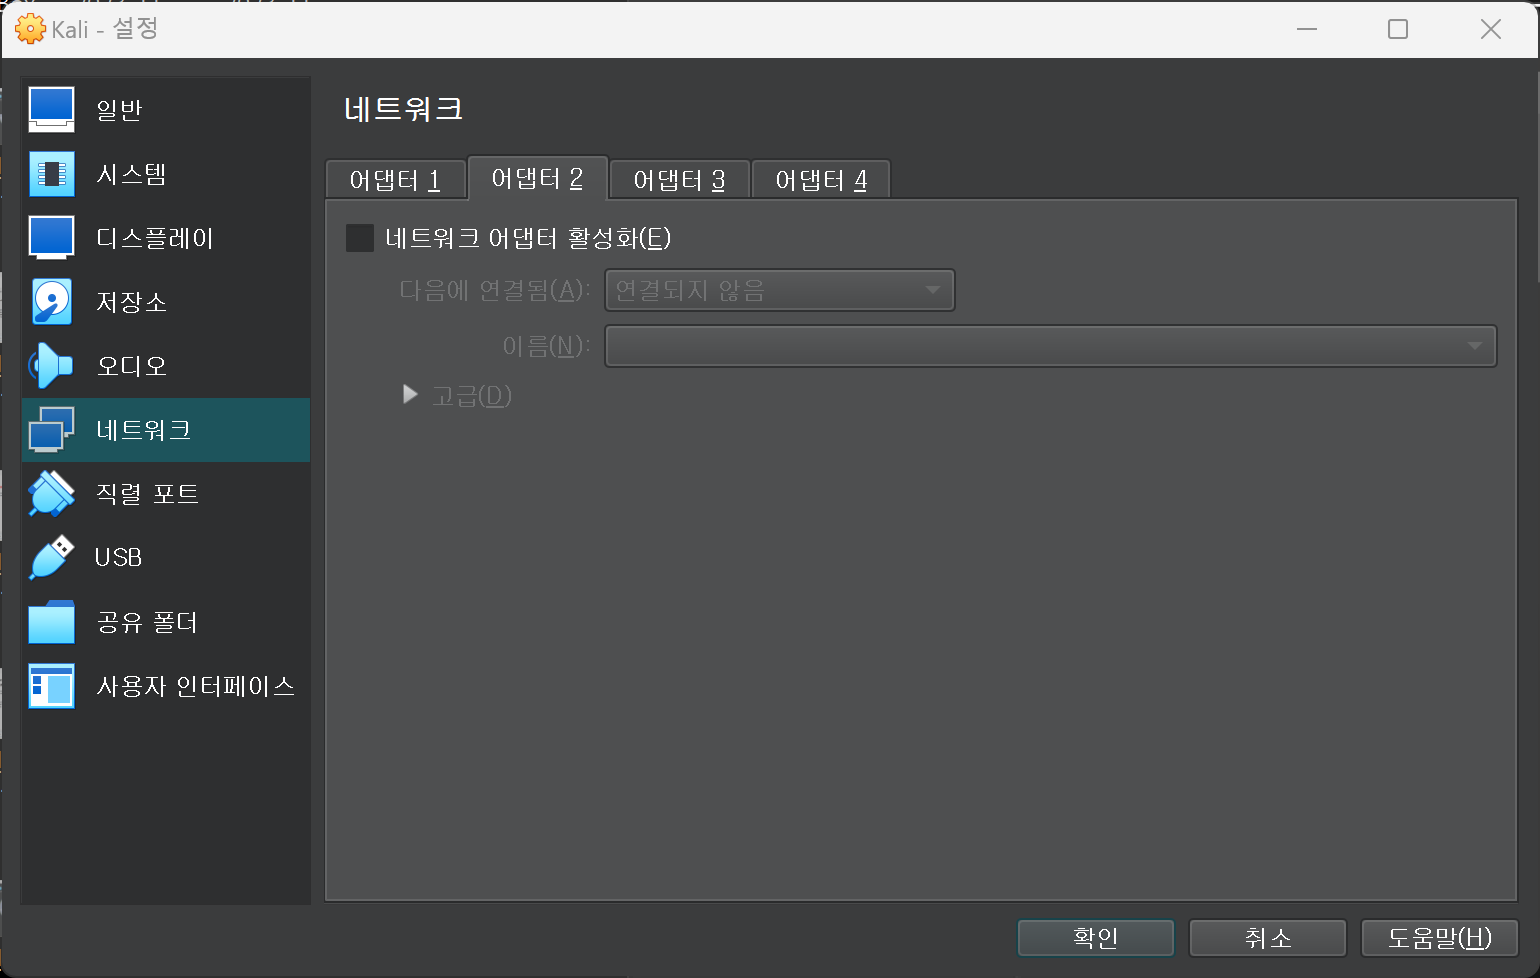 Kali - 설정
일반
시스템
디스플레이
저장소
오디오
네트워크
직렬 포트
USB
공유 폴더
사용자 인터페이스
네트워크
어댑터 1
어댑터 2
어댑터 3
어댑터 4
네트워크 어댑터 활성화(E)
다음에 연결됨(A): 연결되지 않음
이름(N):
고급(D)
확인
취소
도움말(H)